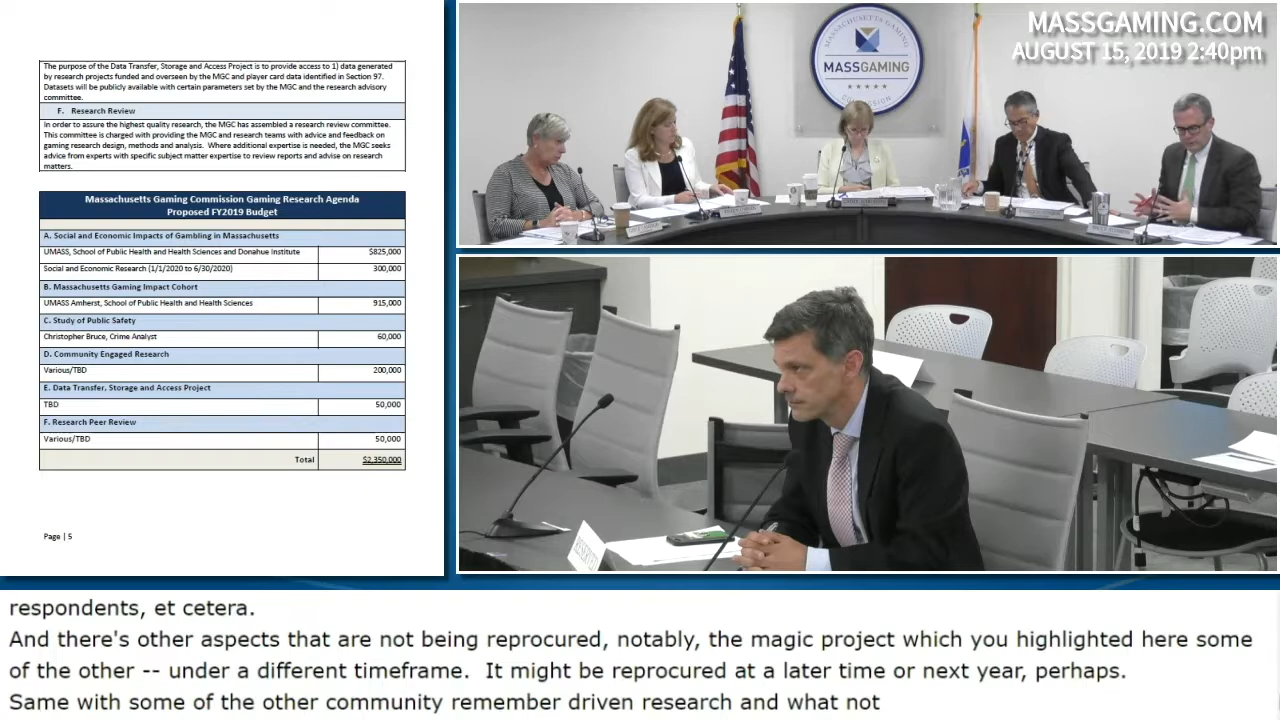 The purpose of the Data Transfer, Storage and Access Project is to provide access to 1) data generated
by research projects funded and overseen by the MGC and player card data identified in Section 97.
Datasets will be publicly available with certain parameters set by the MGC and the research advisory
committee.
F. Research Review
In order to assure the highest quality research, the MGC has assembled a research review committee.
This committee is charged with providing the MGC and research teams with advice and feedback on
gaming research design, methods and analysis. Where additional expertise is needed, the MGC seeks
advice from experts with specific subject matter expertise to review reports and advise on research
matters.
Massachusetts Gaming Commission Gaming Research Agenda
Proposed FY2019 Budget
A. Social and Economic Impacts of Gambling in Massachusetts
UMASS, School of Public Health and Health Sciences and Donahue Institute $825,000
Social and Economic Research (1/1/2020 to 6/30/2020) 300,000
B. Massachusetts Gaming Impact Cohort
UMASS Amherst, School of Public Health and Health Sciences 915,000
C. Study of Public Safety
Christopher Bruce, Crime Analyst 60,000
D. Community Engaged Research
Various/TBD 200,000
E. Data Transfer, Storage and Access Project
TBD 50,000
F. Research Peer Review
Various/TBD 50,000
Total $2,350,000
Page | 5
MASSGAMING.COM
AUGUST 15, 2019 2:40pm
MASSACHUSETTS GAMING
MASSGAMING
COMMISSION
respondents, et cetera.
And there's other aspects that are not being reprocured, notably, the magic project which you highlighted here some
of the other -- under a different timeframe. It might be reprocured at a later time or next year, perhaps.
Same with some of the other community remember driven research and what not